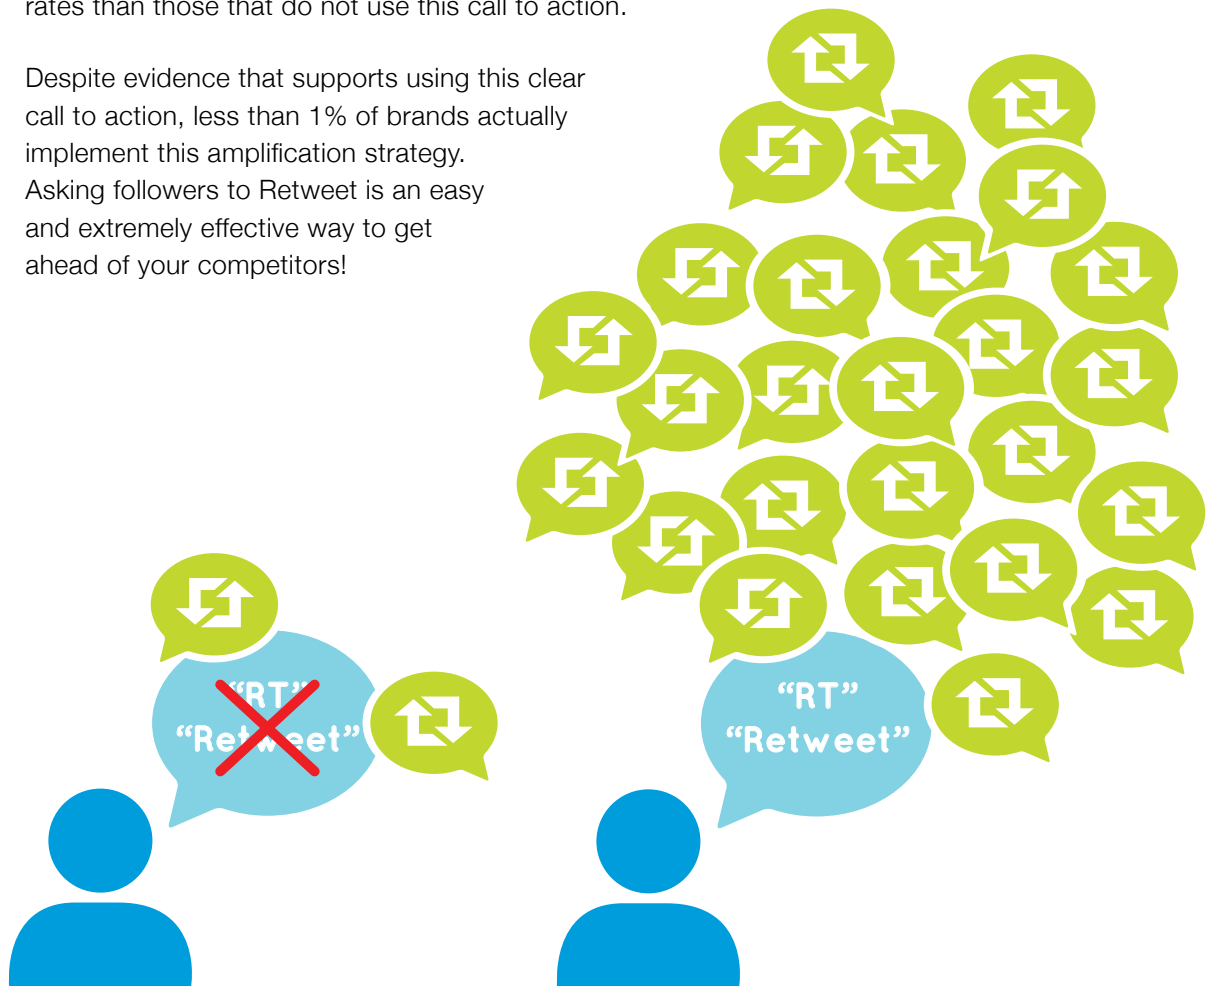 rates than those that do not use this call to action.
Despite evidence that supports using this clear
call to action, less than 1% of brands actually
implement this amplification strategy.
Asking followers to Retweet is an easy
and extremely effective way to get
ahead of your competitors!
“RT”
“Retweet”
“RT”
“Retweet”